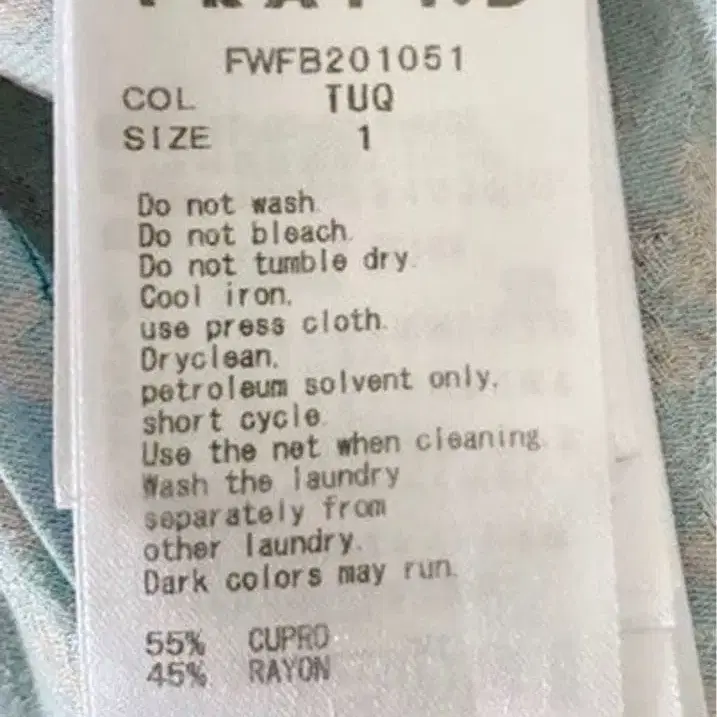 FWFB201051
COL TUQ
SIZE 1
Do not wash.
Do not bleach.
Do not tumble dry.
Cool iron.
use press cloth.
Dryclean.
petroleum solvent only.
short cycle.
Use the net when cleaning.
Wash the laundry
separately from
other laundry.
Dark colors may run.
55% CUPRO
45% RAYON